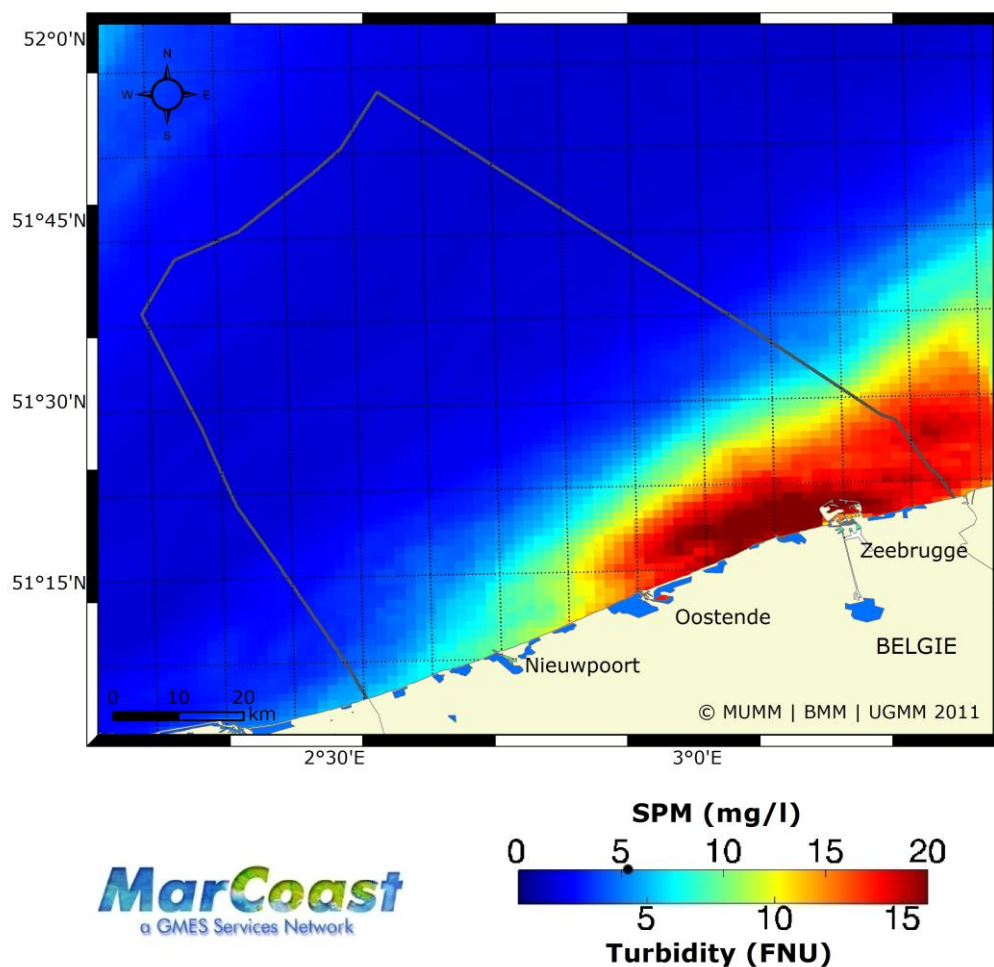 52°0'N
N
W E
S
51°45'N
51°30'N
Zeebrugge
51°15'N
Oostende
BELGIE
Nieuwpoort
0 10 20
km
© MUMM | BMM | UGMM 2011
2°30'E 3°0'E
SPM (mg/l)
0 5 10 15 20
MarCoast
a GMES Services Network
5 10 15
Turbidity (FNU)